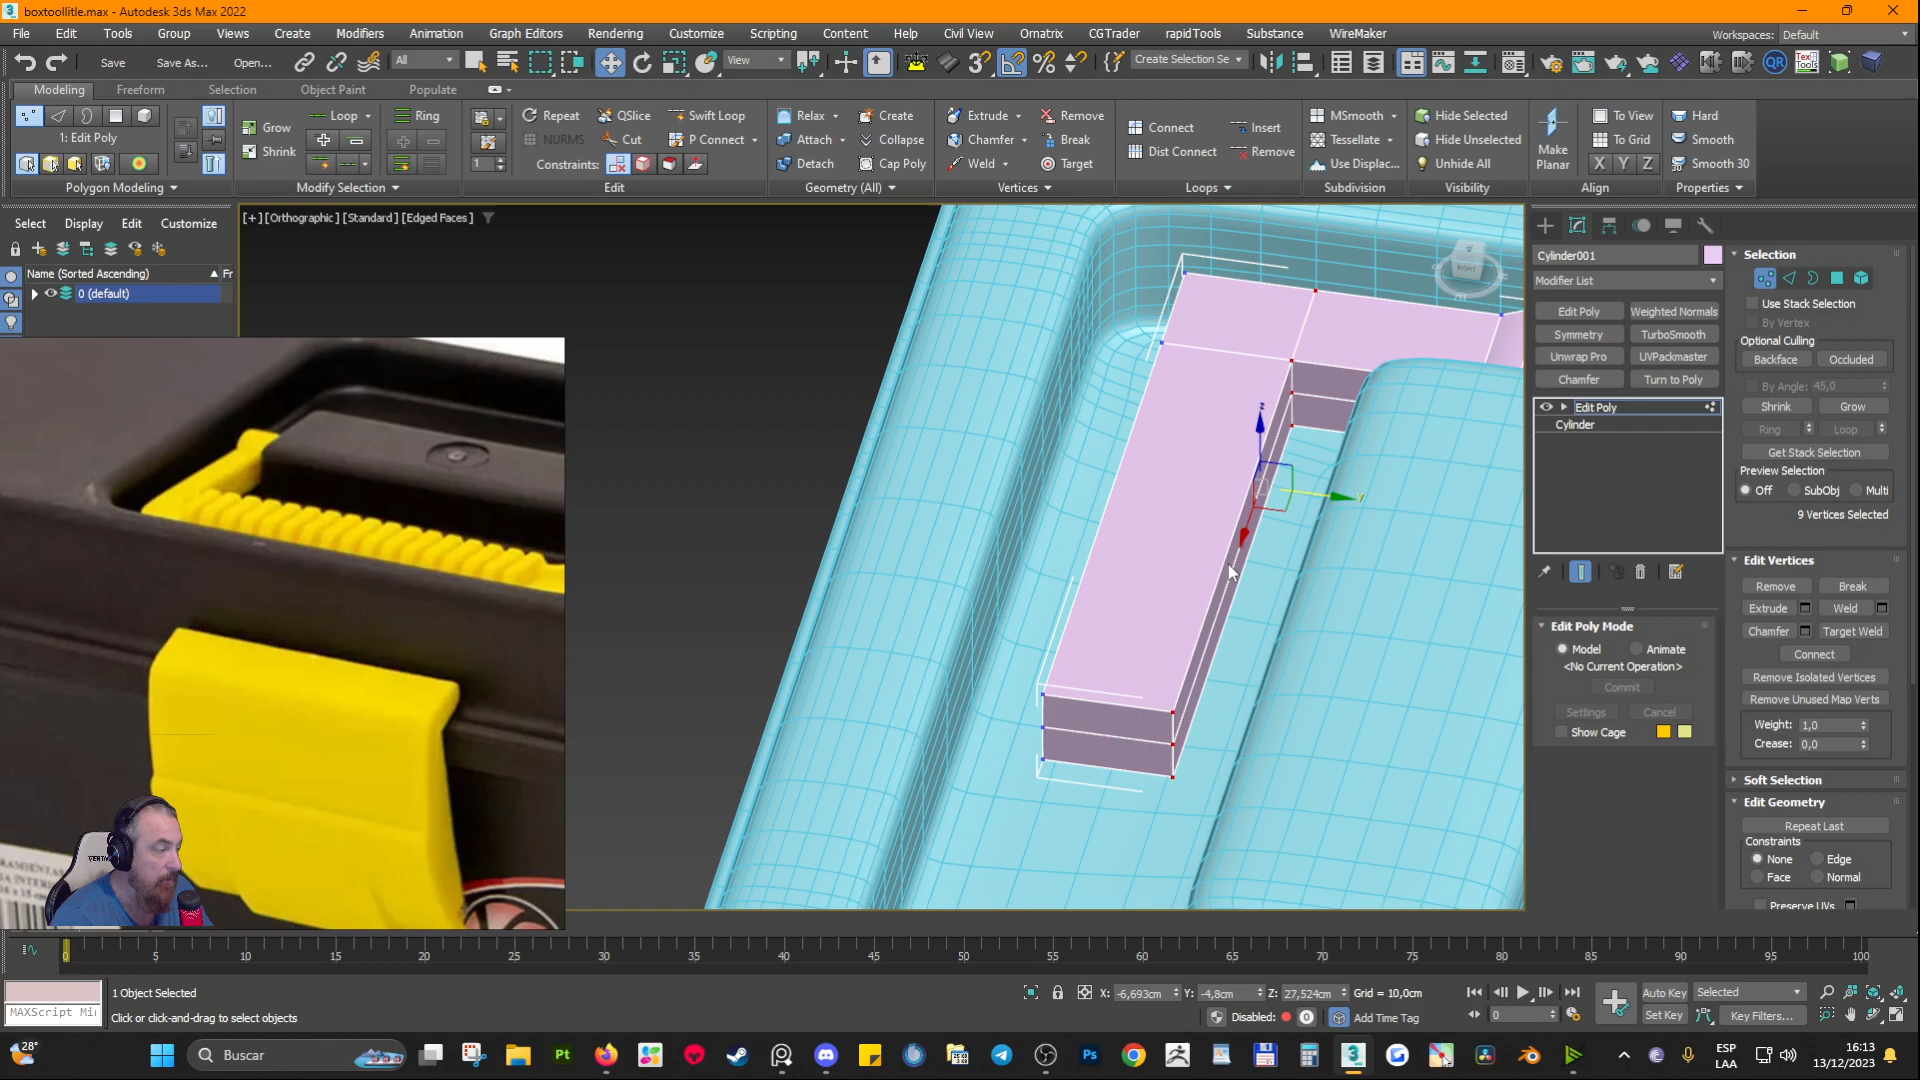 boxtoollitle.max - Autodesk 3ds Max 2022
File Edit Tools Group Views Create Modifiers Animation Graph Editors Rendering Customize Scripting Content Help Civil View Ornatrix CGTrader rapidTools Substance WireMaker Workspaces: Default
Save Save As... Open... All View Create Selection Se
Modeling Freeform Selection Object Paint Populate
Loop Ring Repeat QSlice Swift Loop Relax Create Extrude Remove MSmooth Hide Selected To View Hard
1: Edit Poly Grow NURMS Cut P Connect Attach Collapse Chamfer Break Connect Insert Tessellate Hide Unselected Make Planar To Grid Smooth
Shrink 1 Constraints: Detach Cap Poly Weld Target Dist Connect Remove Use Displac... Unhide All X Y Z Smooth 30
Polygon Modeling Modify Selection Edit Geometry (All) Vertices Loops Subdivision Visibility Align Properties
Select Display Edit Customize
Name (Sorted Ascending) Fr
0 (default)
[+] [Orthographic] [Standard] [Edged Faces]
RIGHT
z
y
RAMIENTAS
Cylinder001
Modifier List
Edit Poly Weighted Normals
Symmetry TurboSmooth
Unwrap Pro UVPackmaster
Chamfer Turn to Poly
Edit Poly
Cylinder
Edit Poly Mode
Model Animate
<No Current Operation>
Commit
Settings Cancel
Show Cage
Selection
Use Stack Selection
By Vertex
Optional Culling
Backface Occluded
By Angle: 45,0
Shrink Grow
Ring Loop
Get Stack Selection
Preview Selection
Off SubObj Multi
9 Vertices Selected
Edit Vertices
Remove Break
Extrude Weld
Chamfer Target Weld
Connect
Remove Isolated Vertices
Remove Unused Map Verts
Weight: 1,0
Crease: 0,0
Soft Selection
Edit Geometry
Repeat Last
Constraints
None Edge
Face Normal
Preserve UVs
0 5 10 15 20 25 30 35 40 45 50 55 60 65 70 75 80 85 90 95 100
1 Object Selected X: -6,693cm Y: -4,8cm Z: 27,524cm Grid = 10,0cm Auto Key Selected
MAXScript Mi Click or click-and-drag to select objects Disabled: 0 Add Time Tag 0 Set Key Key Filters...
28° Buscar ESP LAA 16:13 13/12/2023